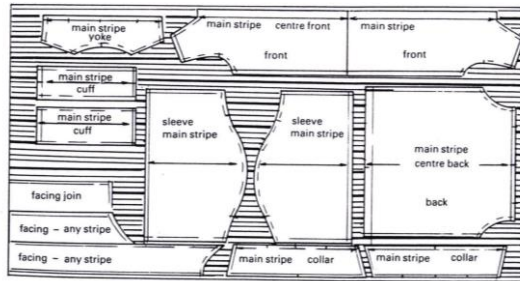 main stripe
yoke
main stripe centre front main stripe
front front
main stripe
cuff
main stripe
cuff
sleeve
main stripe
sleeve
main stripe
main stripe
centre back
back
facing join
facing – any stripe
facing – any stripe
main stripe collar
main stripe collar